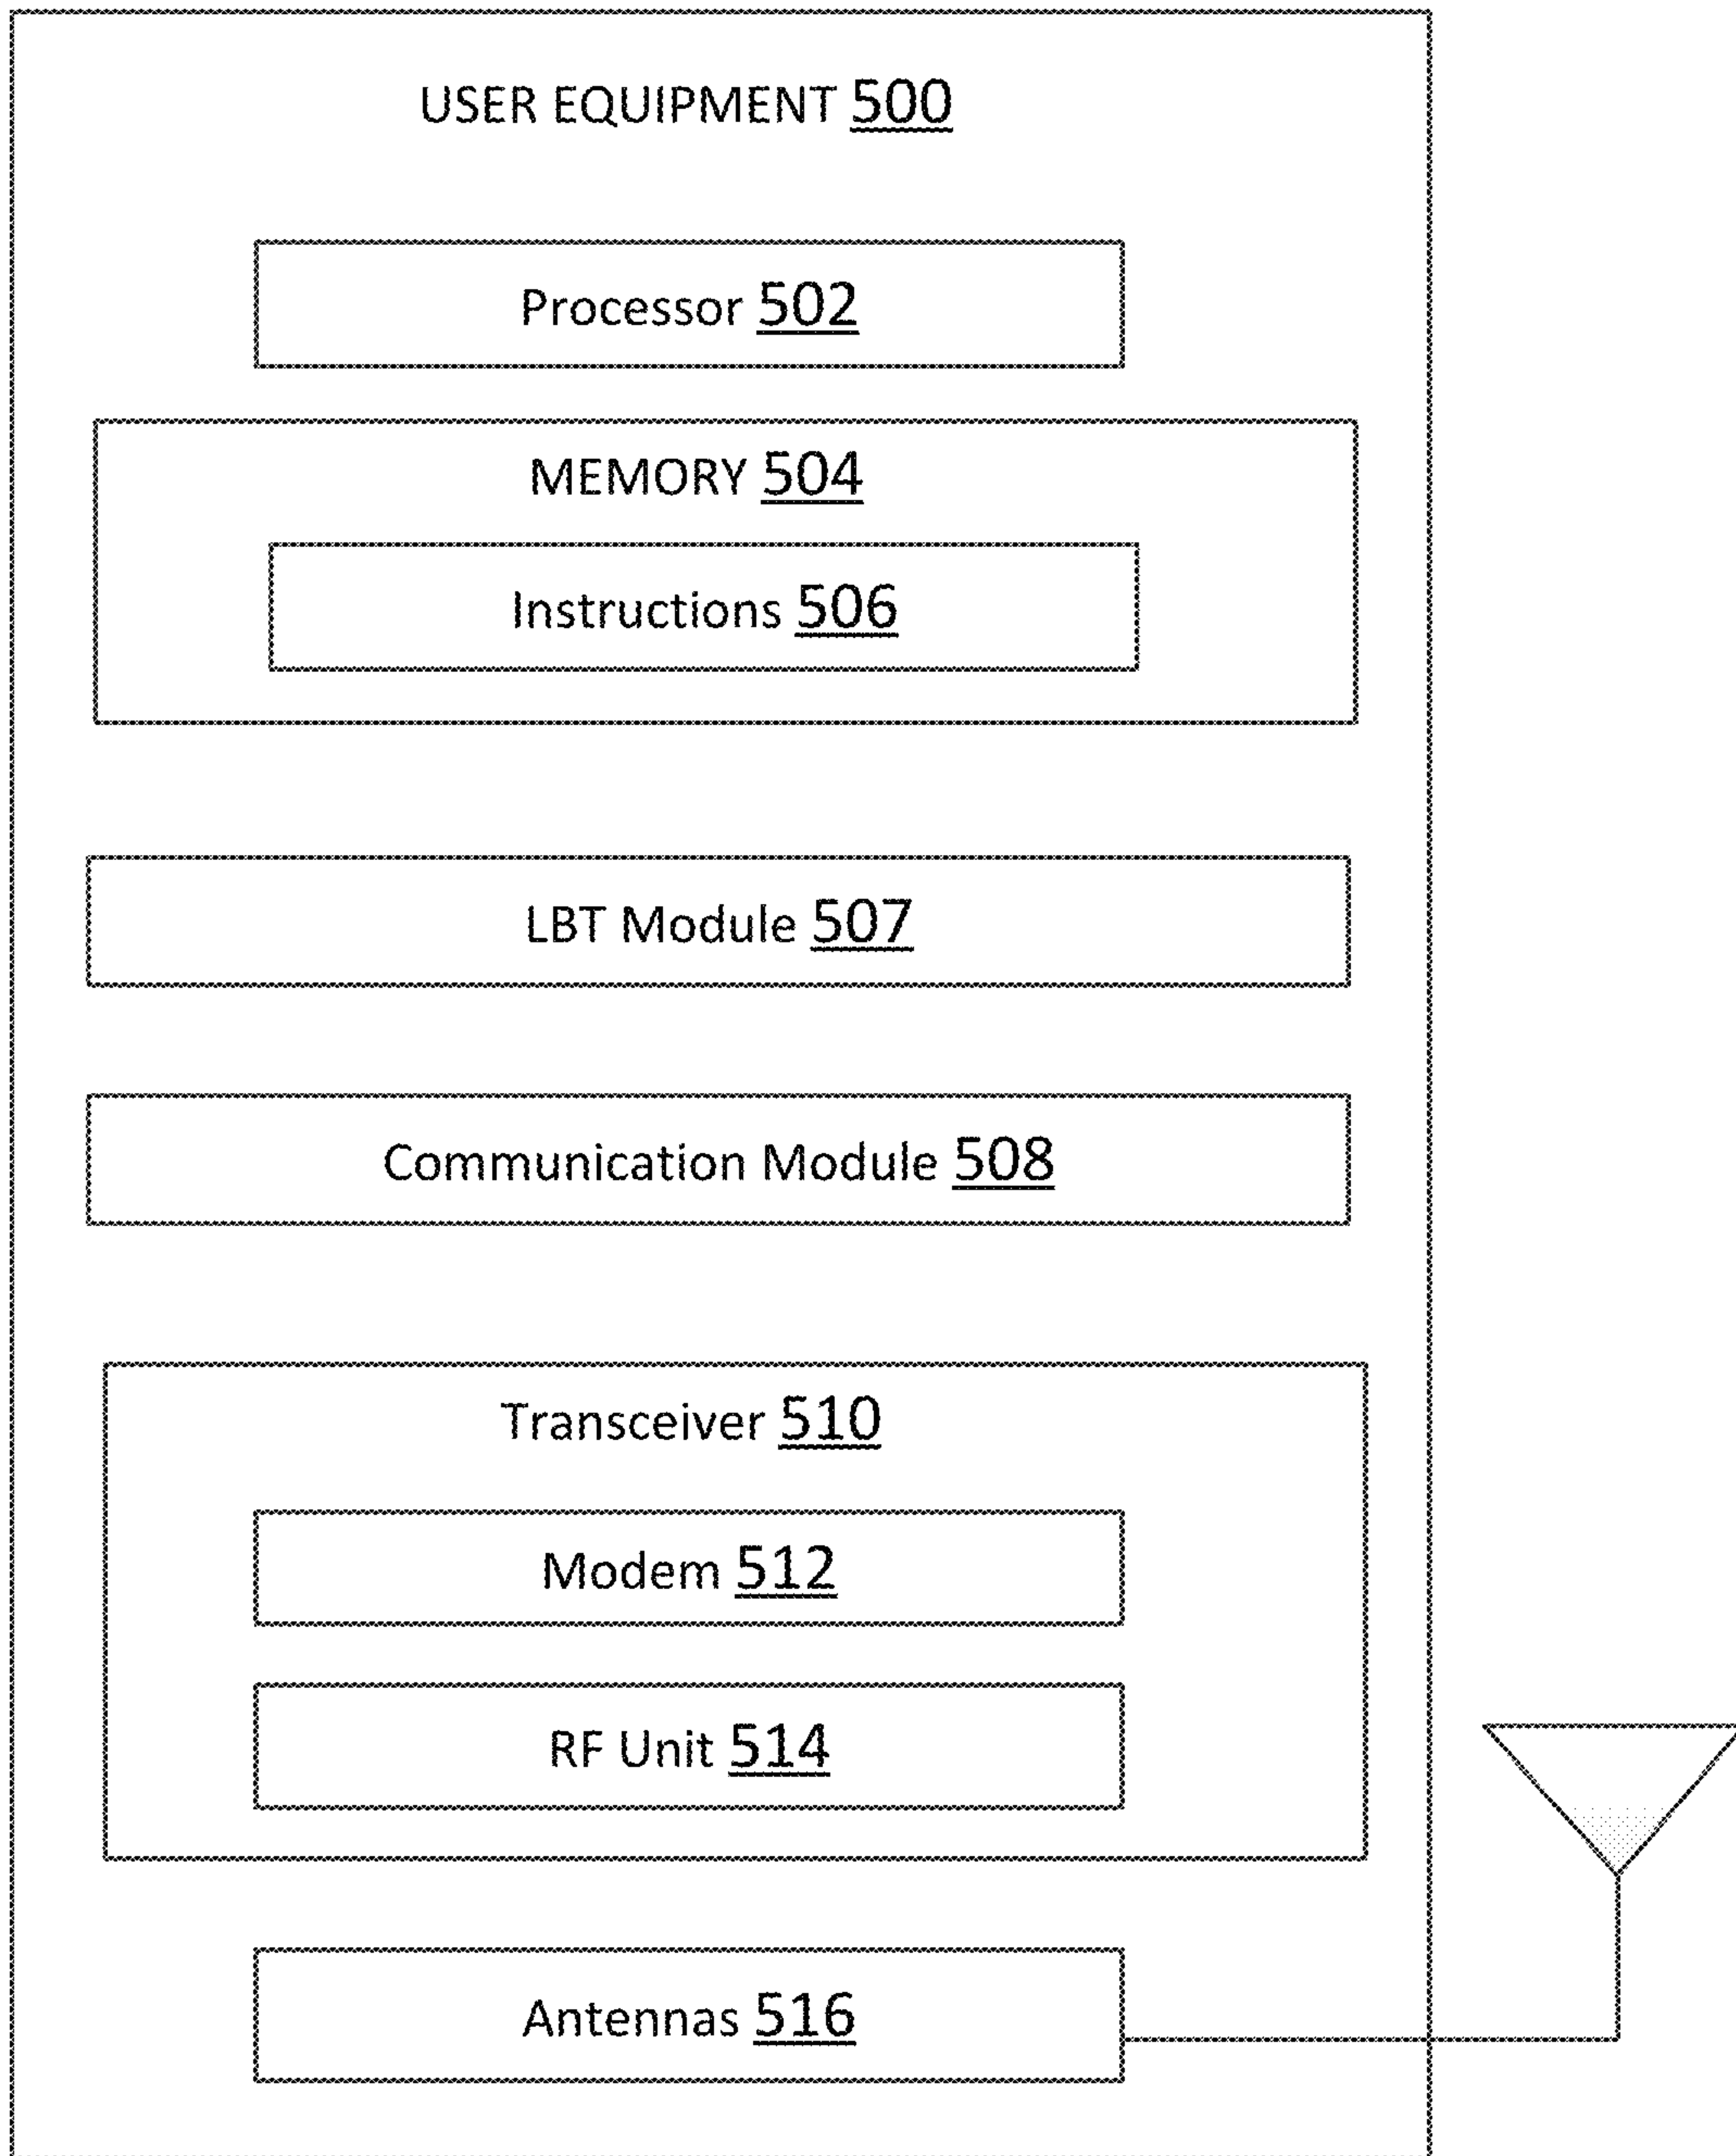 USER EQUIPMENT 500
Processor 502
MEMORY 504
Instructions 506
LBT Module 507
Communication Module 508
Transceiver 510
Modem 512
RF Unit 514
Antennas 516